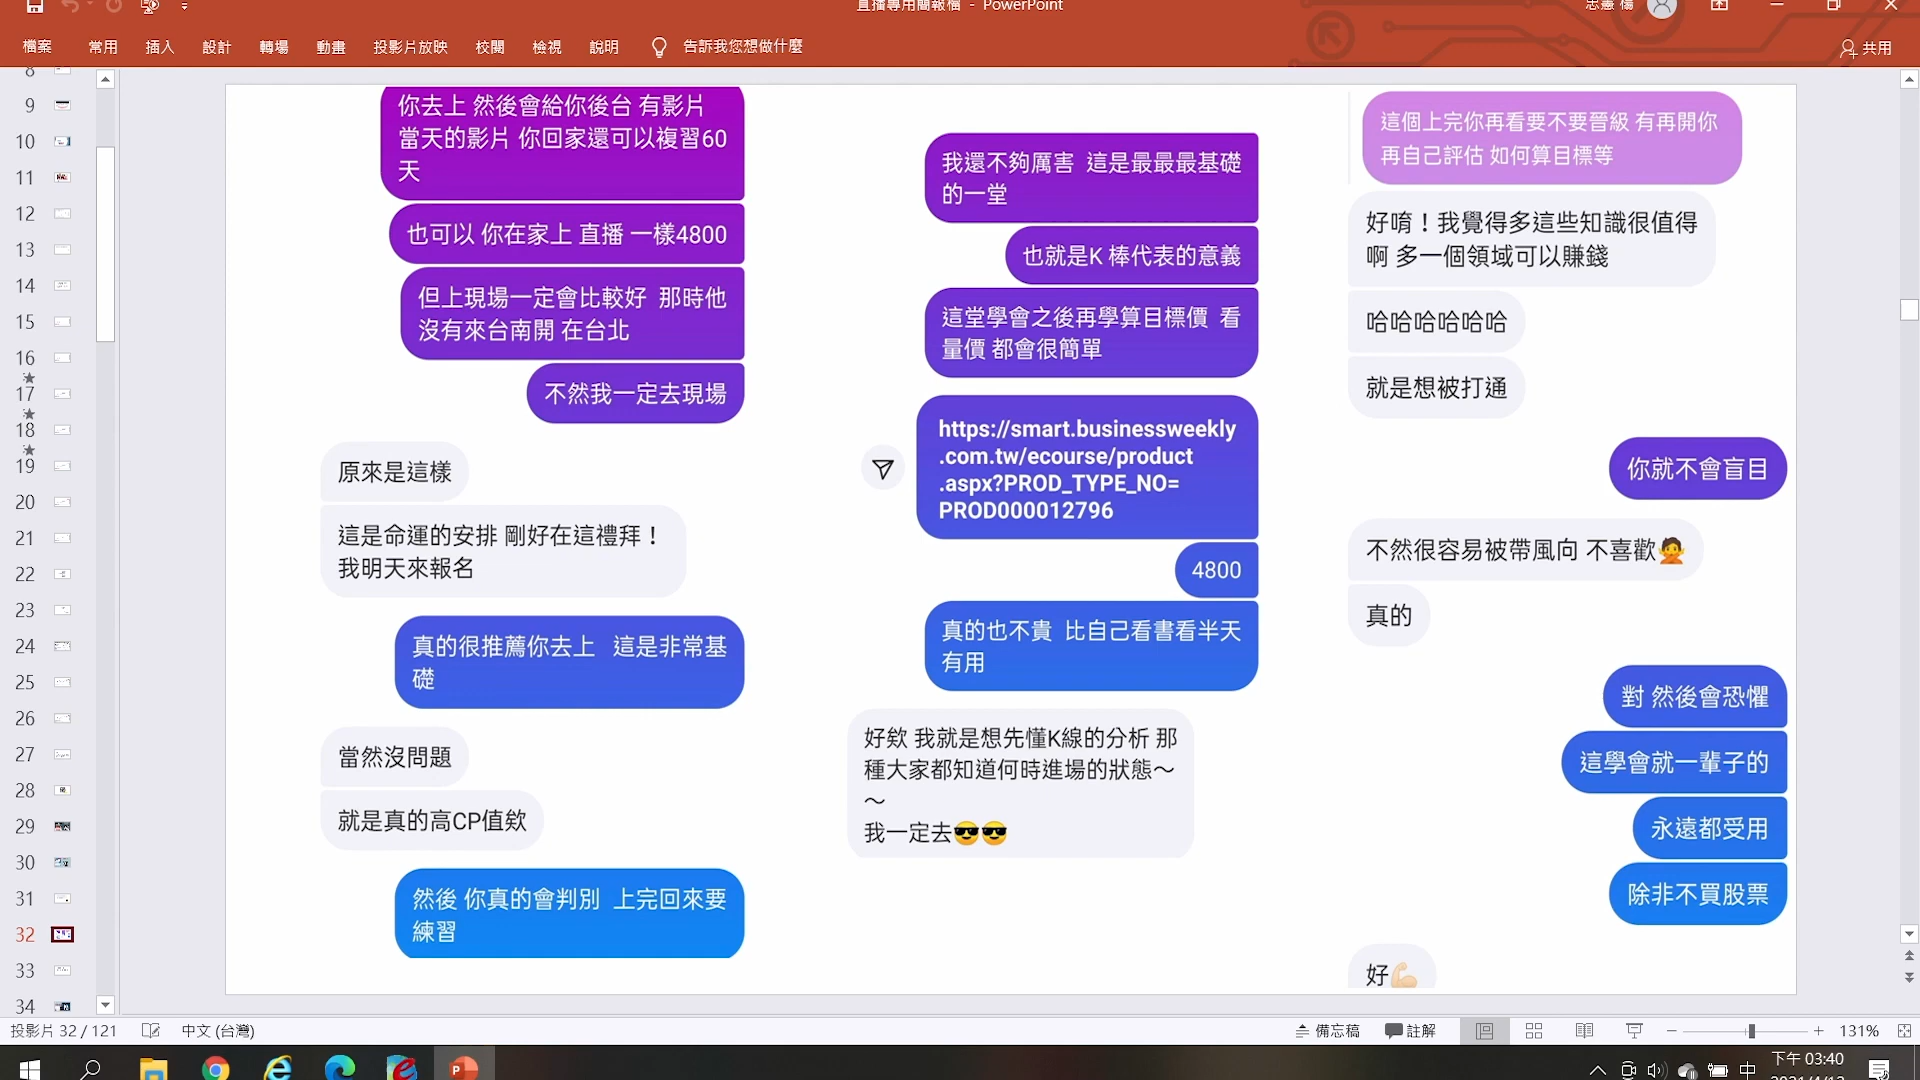 直播專用簡報檔 - PowerPoint
檔案
常用
插入
設計
轉場
動畫
投影片放映
校閱
檢視
說明
告訴我您想做什麼
共用
8
9
10
11
12
13
14
15
16
17
18
19
20
21
22
23
24
25
26
27
28
29
30
31
32
33
34
你去上 然後會給你後台 有影片
當天的影片 你回家還可以複習60
天
也可以 你在家上 直播 一樣4800
但上現場一定會比較好 那時他
沒有來台南開 在台北
不然我一定去現場
原來是這樣
這是命運的安排 剛好在這禮拜！
我明天來報名
真的很推薦你去上 這是非常基
礎
當然沒問題
就是真的高CP值欸
然後 你真的會判別 上完回來要
練習
我還不夠厲害 這是最最最基礎
的一堂
也就是K 棒代表的意義
這堂學會之後再學算目標價 看
量價 都會很簡單
https://smart.businessweekly
.com.tw/ecourse/product
.aspx?PROD_TYPE_NO=
PROD000012796
4800
真的也不貴 比自己看書看半天
有用
好欸 我就是想先懂K線的分析 那
種大家都知道何時進場的狀態～
～
我一定去😎😎
這個上完你再看要不要晉級 有再開你
再自己評估 如何算目標等
好唷！我覺得多這些知識很值得
啊 多一個領域可以賺錢
哈哈哈哈哈哈
就是想被打通
你就不會盲目
不然很容易被帶風向 不喜歡🙅
真的
對 然後會恐懼
這學會就一輩子的
永遠都受用
除非不買股票
好💪🏻
投影片 32 / 121
中文 (台灣)
備忘稿
註解
131%
中
下午 03:40